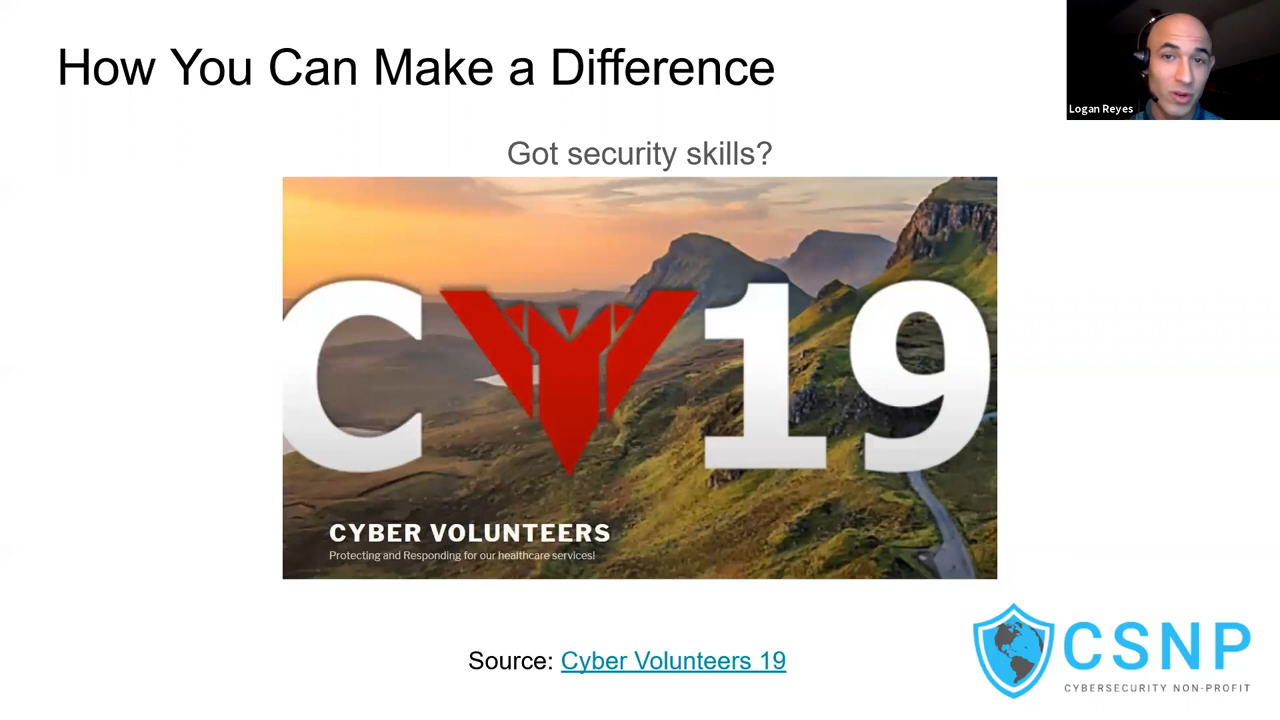 How You Can Make a Difference
Logan Reyes
Got security skills?
CY19
CYBER VOLUNTEERS
Protecting and Responding for our healthcare services!
Source: Cyber Volunteers 19
CSNP
CYBERSECURITY NON-PROFIT